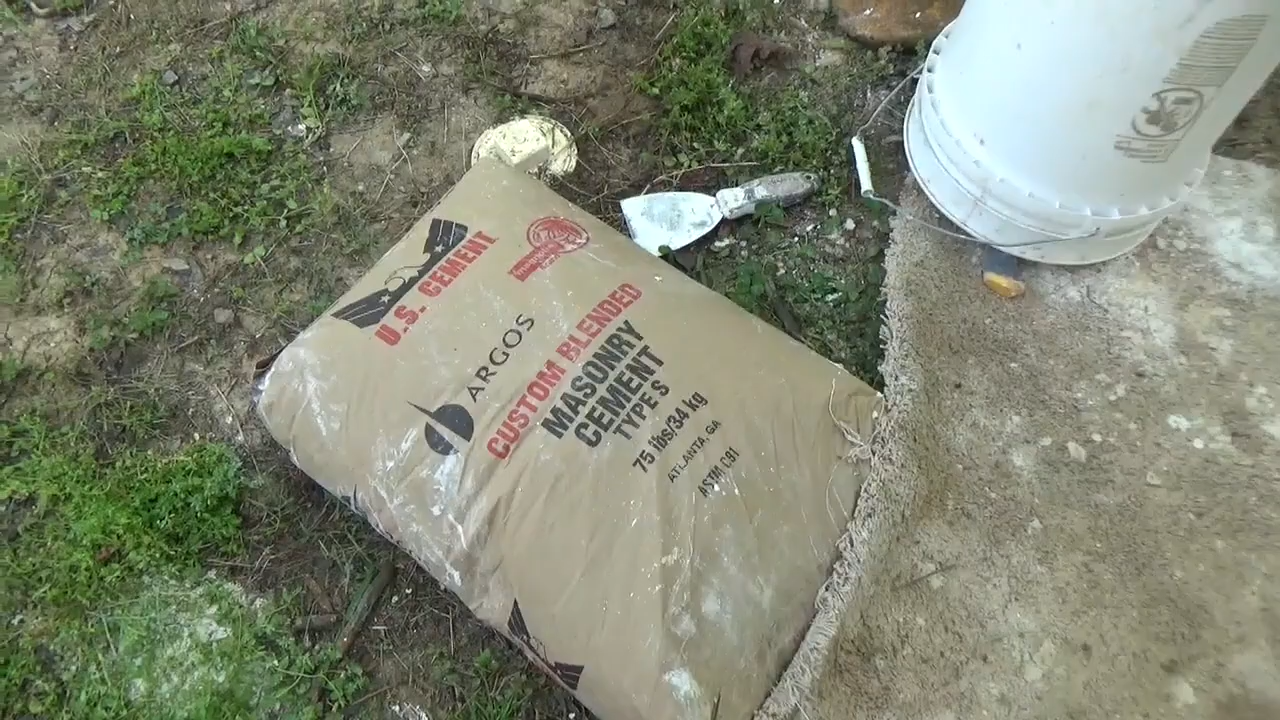 U.S. CEMENT
ARGOS
CUSTOM BLENDED
MASONRY
CEMENT
TYPE S
75 lbs/34 kg
ATLANTA, GA
ASTM C91